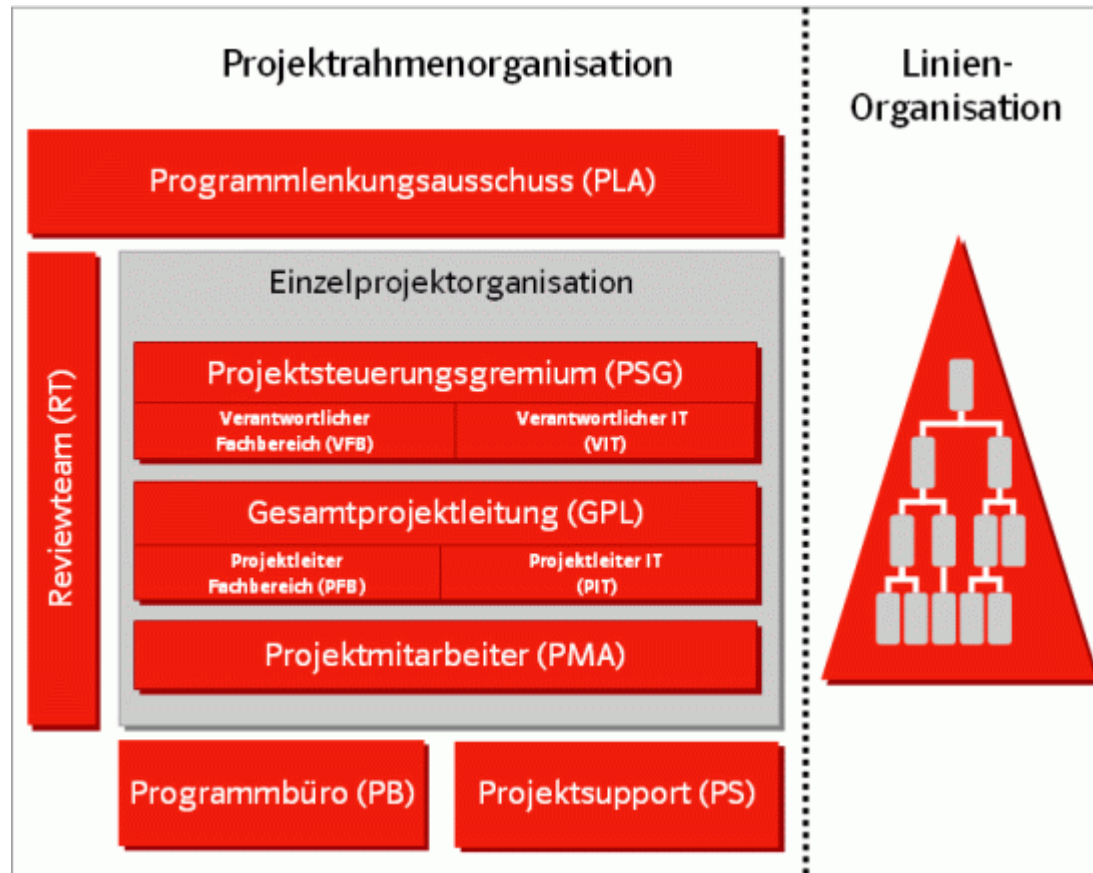 Projektrahmenorganisation
Linien-
Organisation
Programmlenkungsausschuss (PLA)
Reviewteam (RT)
Einzelprojektorganisation
Projektsteuerungsgremium (PSG)
Verantwortlicher
Fachbereich (VFB)
Verantwortlicher IT
(VIT)
Gesamtprojektleitung (GPL)
Projektleiter
Fachbereich (PFB)
Projektleiter IT
(PIT)
Projektmitarbeiter (PMA)
Programmbüro (PB)
Projektsupport (PS)